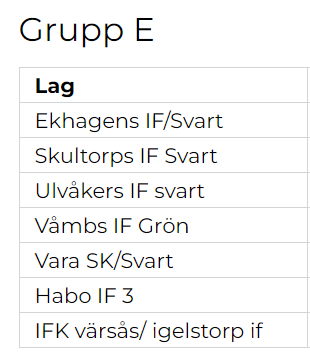 Grupp E
Lag
Ekhagens IF/Svart
Skultorps IF Svart
Ulvåkers IF svart
Våmbs IF Grön
Vara SK/Svart
Habo IF 3
IFK värsås/ igelstorp if